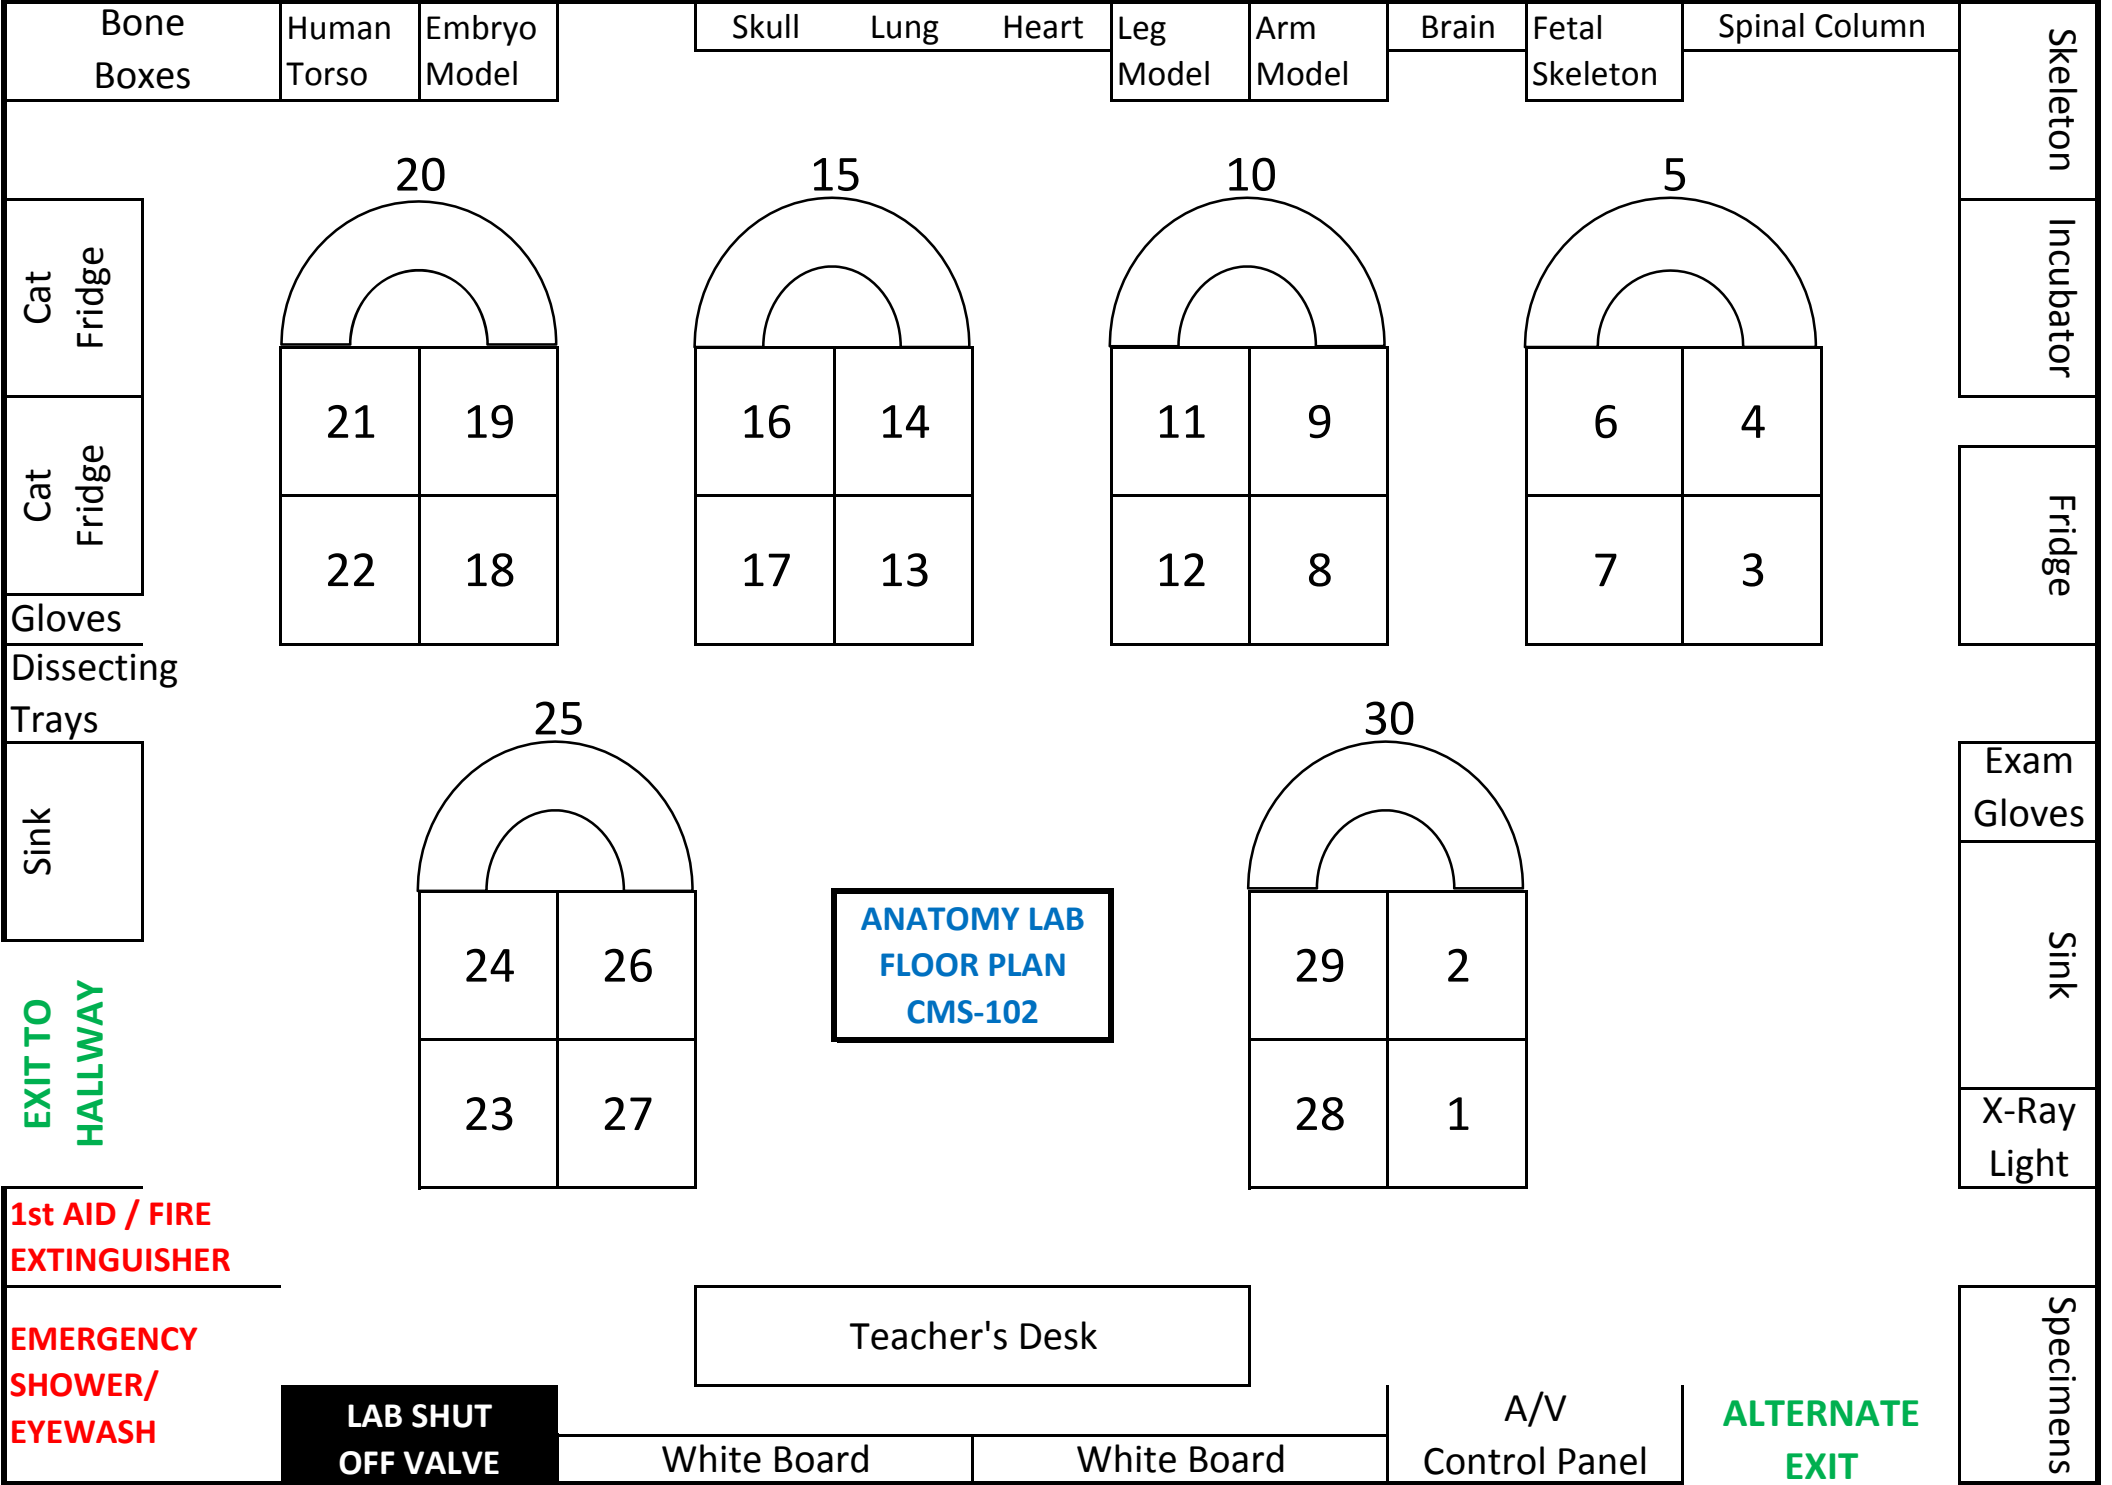 Bone
Boxes
Human
Torso
Embryo
Model
Skull Lung Heart
Leg
Model
Arm
Model
Brain
Fetal
Skeleton
Spinal Column
Skeleton
20 15 10 5
Cat
Fridge
Incubator
21 19 16 14 11 9 6 4
Cat
Fridge
Fridge
22 18 17 13 12 8 7 3
Gloves
Dissecting
Trays
25 30
Sink
Exam
Gloves
24 26
ANATOMY LAB
FLOOR PLAN
CMS-102
29 2
Sink
EXIT TO
HALLWAY
23 27 28 1
X-Ray
Light
1st AID / FIRE
EXTINGUISHER
EMERGENCY
SHOWER/
EYEWASH
Teacher's Desk
Specimens
LAB SHUT
OFF VALVE
White Board White Board
A/V
Control Panel
ALTERNATE
EXIT